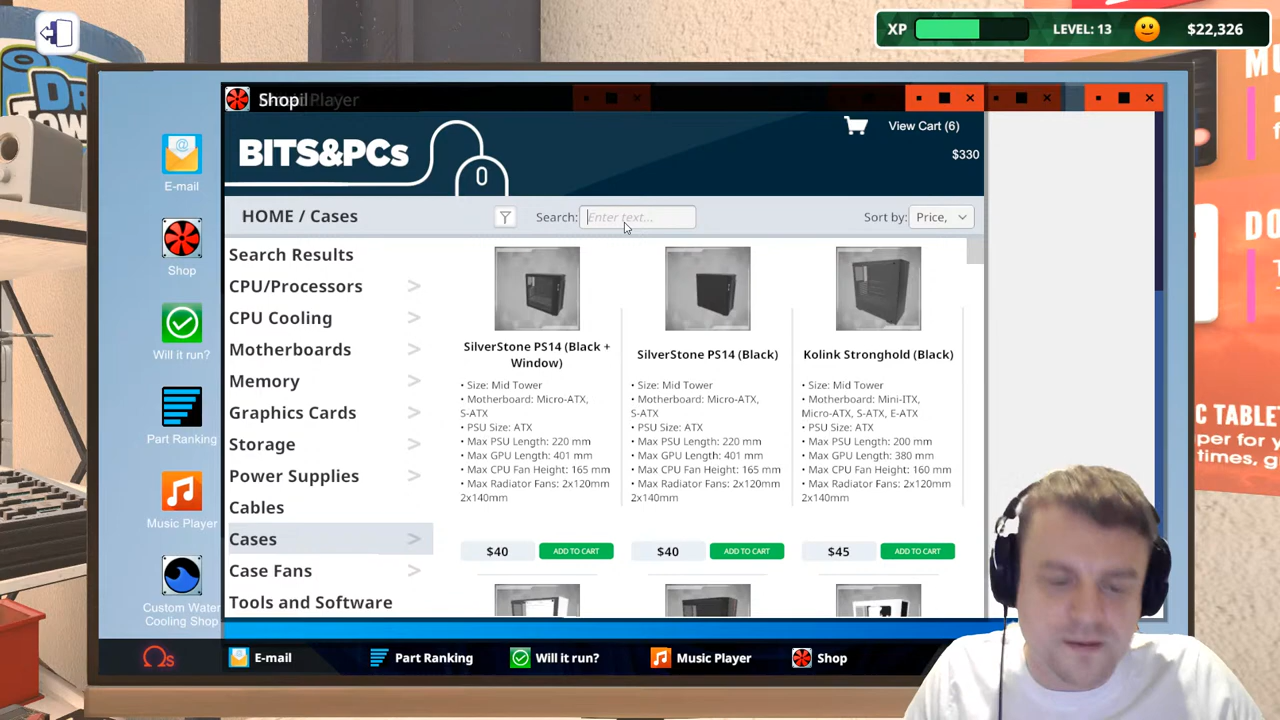 XP
LEVEL: 13
$22,326
Shop
Player
BITS&PCs
View Cart (6)
$330
HOME / Cases
Search:
Enter text...
Sort by:
Price,
E-mail
Shop
Will it run?
Part Ranking
Music Player
Custom Water
Cooling Shop
Search Results
CPU/Processors >
CPU Cooling >
Motherboards >
Memory >
Graphics Cards >
Storage >
Power Supplies >
Cables
Cases >
Case Fans >
Tools and Software
SilverStone PS14 (Black +
Window)
• Size: Mid Tower
• Motherboard: Micro-ATX,
S-ATX
• PSU Size: ATX
• Max PSU Length: 220 mm
• Max GPU Length: 401 mm
• Max CPU Fan Height: 165 mm
• Max Radiator Fans: 2x120mm
2x140mm
$40
ADD TO CART
SilverStone PS14 (Black)
• Size: Mid Tower
• Motherboard: Micro-ATX,
S-ATX
• PSU Size: ATX
• Max PSU Length: 220 mm
• Max GPU Length: 401 mm
• Max CPU Fan Height: 165 mm
• Max Radiator Fans: 2x120mm
2x140mm
$40
ADD TO CART
Kolink Stronghold (Black)
• Size: Mid Tower
• Motherboard: Mini-ITX,
Micro-ATX, S-ATX, E-ATX
• PSU Size: ATX
• Max PSU Length: 200 mm
• Max GPU Length: 380 mm
• Max CPU Fan Height: 160 mm
• Max Radiator Fans: 2x120mm
2x140mm
$45
ADD TO CART
C TABLET
per for y
times, g
E-mail
Part Ranking
Will it run?
Music Player
Shop